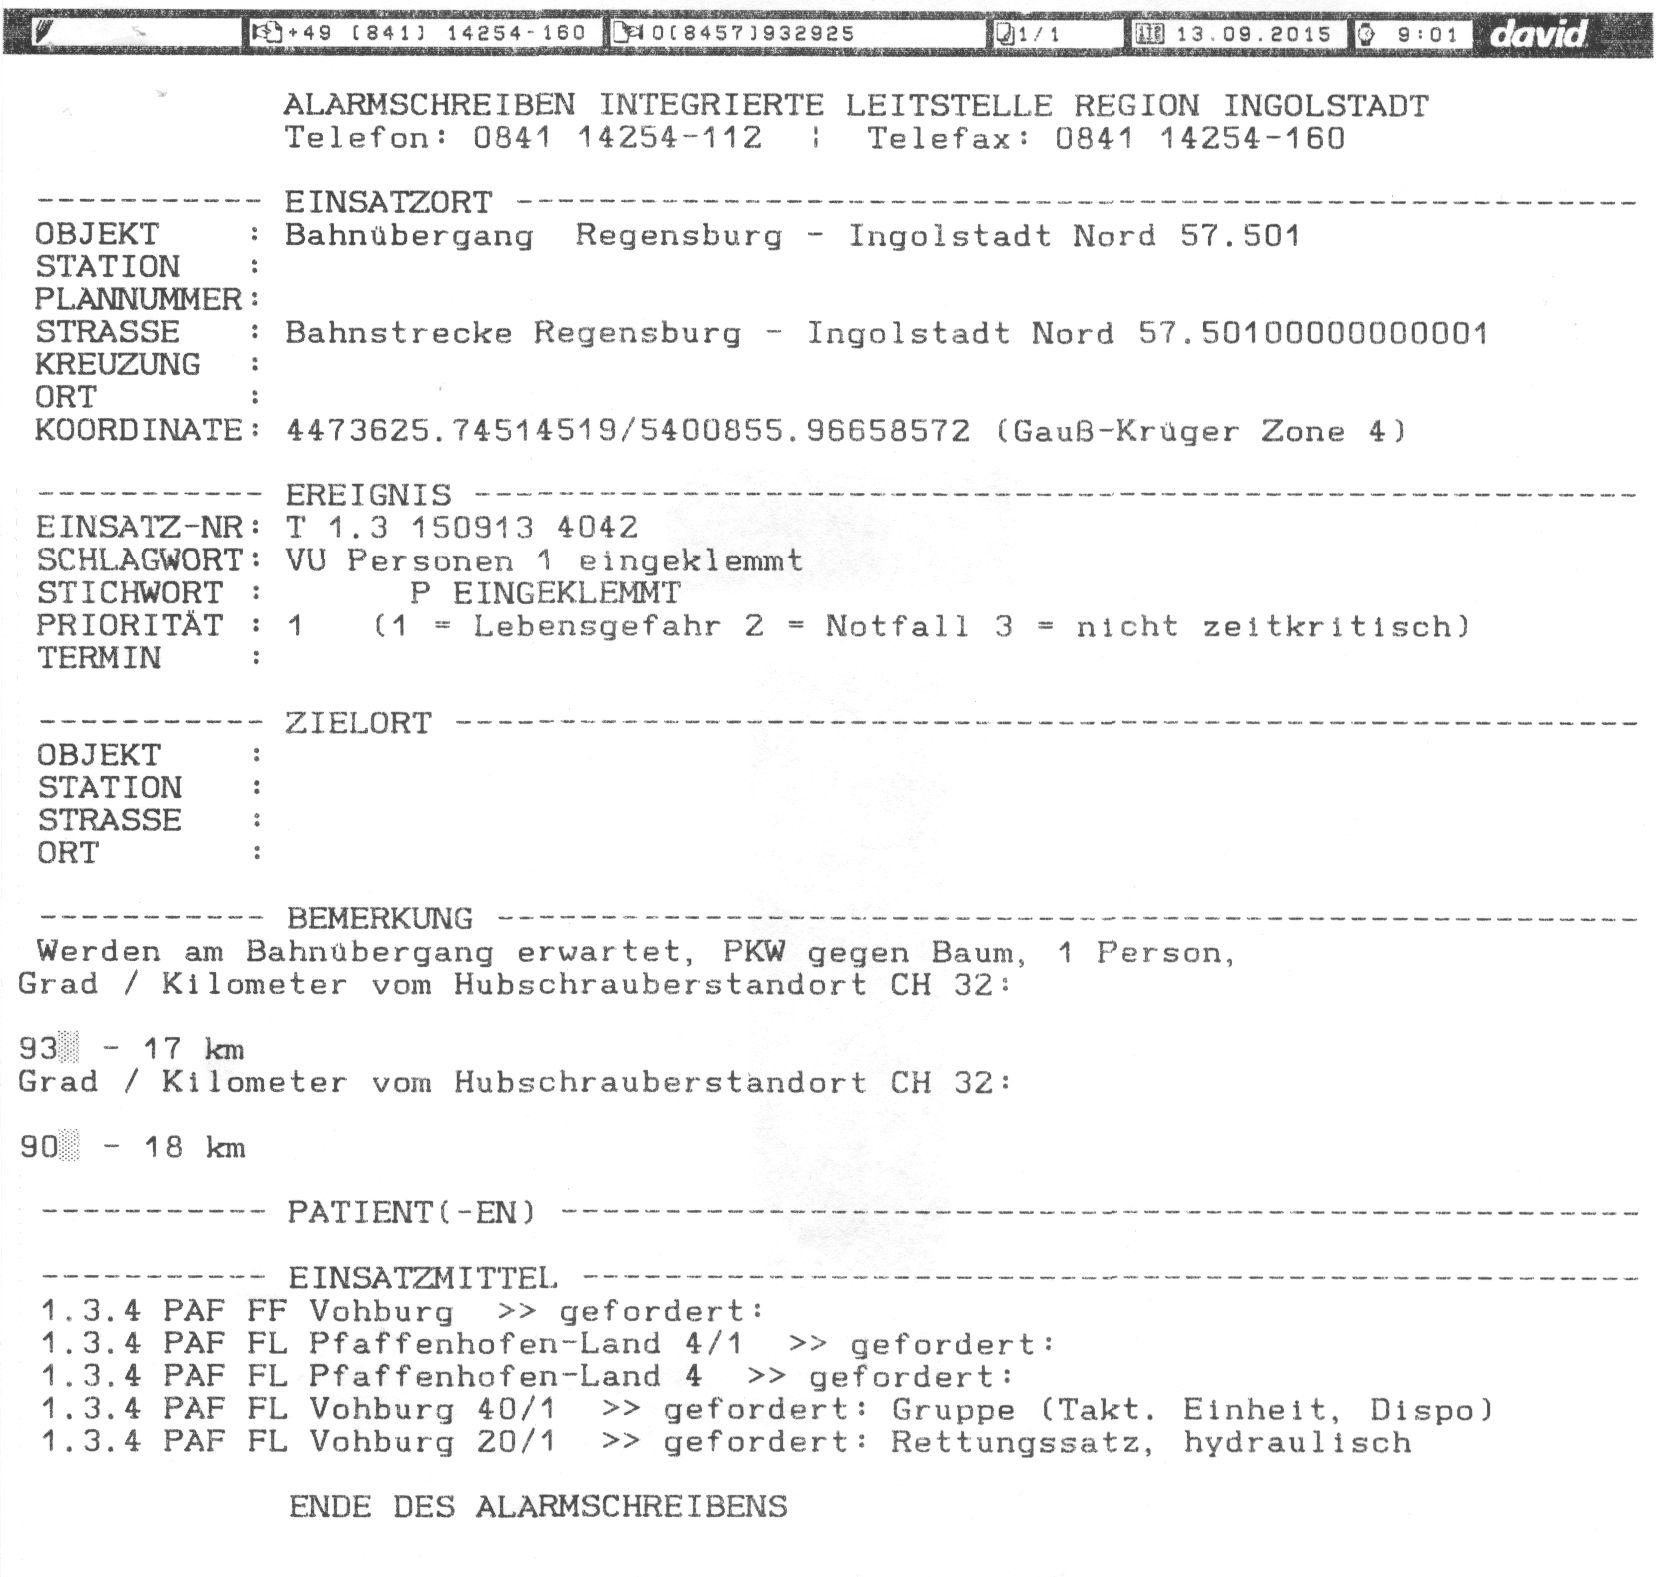 +49 (841) 14254-160 0(8457)932925 1/1 13.09.2015 9:01 david
ALARMSCHREIBEN INTEGRIERTE LEITSTELLE REGION INGOLSTADT
Telefon: 0841 14254-112 ¦ Telefax: 0841 14254-160
----------- EINSATZORT ------------------------------------------------------
OBJEKT : Bahnübergang Regensburg - Ingolstadt Nord 57.501
STATION :
PLANNUMMER:
STRASSE : Bahnstrecke Regensburg - Ingolstadt Nord 57.50100000000001
KREUZUNG :
ORT :
KOORDINATE: 4473625.74514519/5400855.96658572 (Gauß-Krüger Zone 4)
----------- EREIGNIS --------------------------------------------------------
EINSATZ-NR: T 1.3 150913 4042
SCHLAGWORT: VU Personen 1 eingeklemmt
STICHWORT : P EINGEKLEMMT
PRIORITÄT : 1 (1 = Lebensgefahr 2 = Notfall 3 = nicht zeitkritisch)
TERMIN :
----------- ZIELORT ---------------------------------------------------------
OBJEKT :
STATION :
STRASSE :
ORT :
----------- BEMERKUNG -------------------------------------------------------
Werden am Bahnübergang erwartet, PKW gegen Baum, 1 Person,
Grad / Kilometer vom Hubschrauberstandort CH 32:
93░ - 17 km
Grad / Kilometer vom Hubschrauberstandort CH 32:
90░ - 18 km
----------- PATIENT(-EN) ----------------------------------------------------
----------- EINSATZMITTEL ---------------------------------------------------
1.3.4 PAF FF Vohburg >> gefordert:
1.3.4 PAF FL Pfaffenhofen-Land 4/1 >> gefordert:
1.3.4 PAF FL Pfaffenhofen-Land 4 >> gefordert:
1.3.4 PAF FL Vohburg 40/1 >> gefordert: Gruppe (Takt. Einheit, Dispo)
1.3.4 PAF FL Vohburg 20/1 >> gefordert: Rettungssatz, hydraulisch
ENDE DES ALARMSCHREIBENS